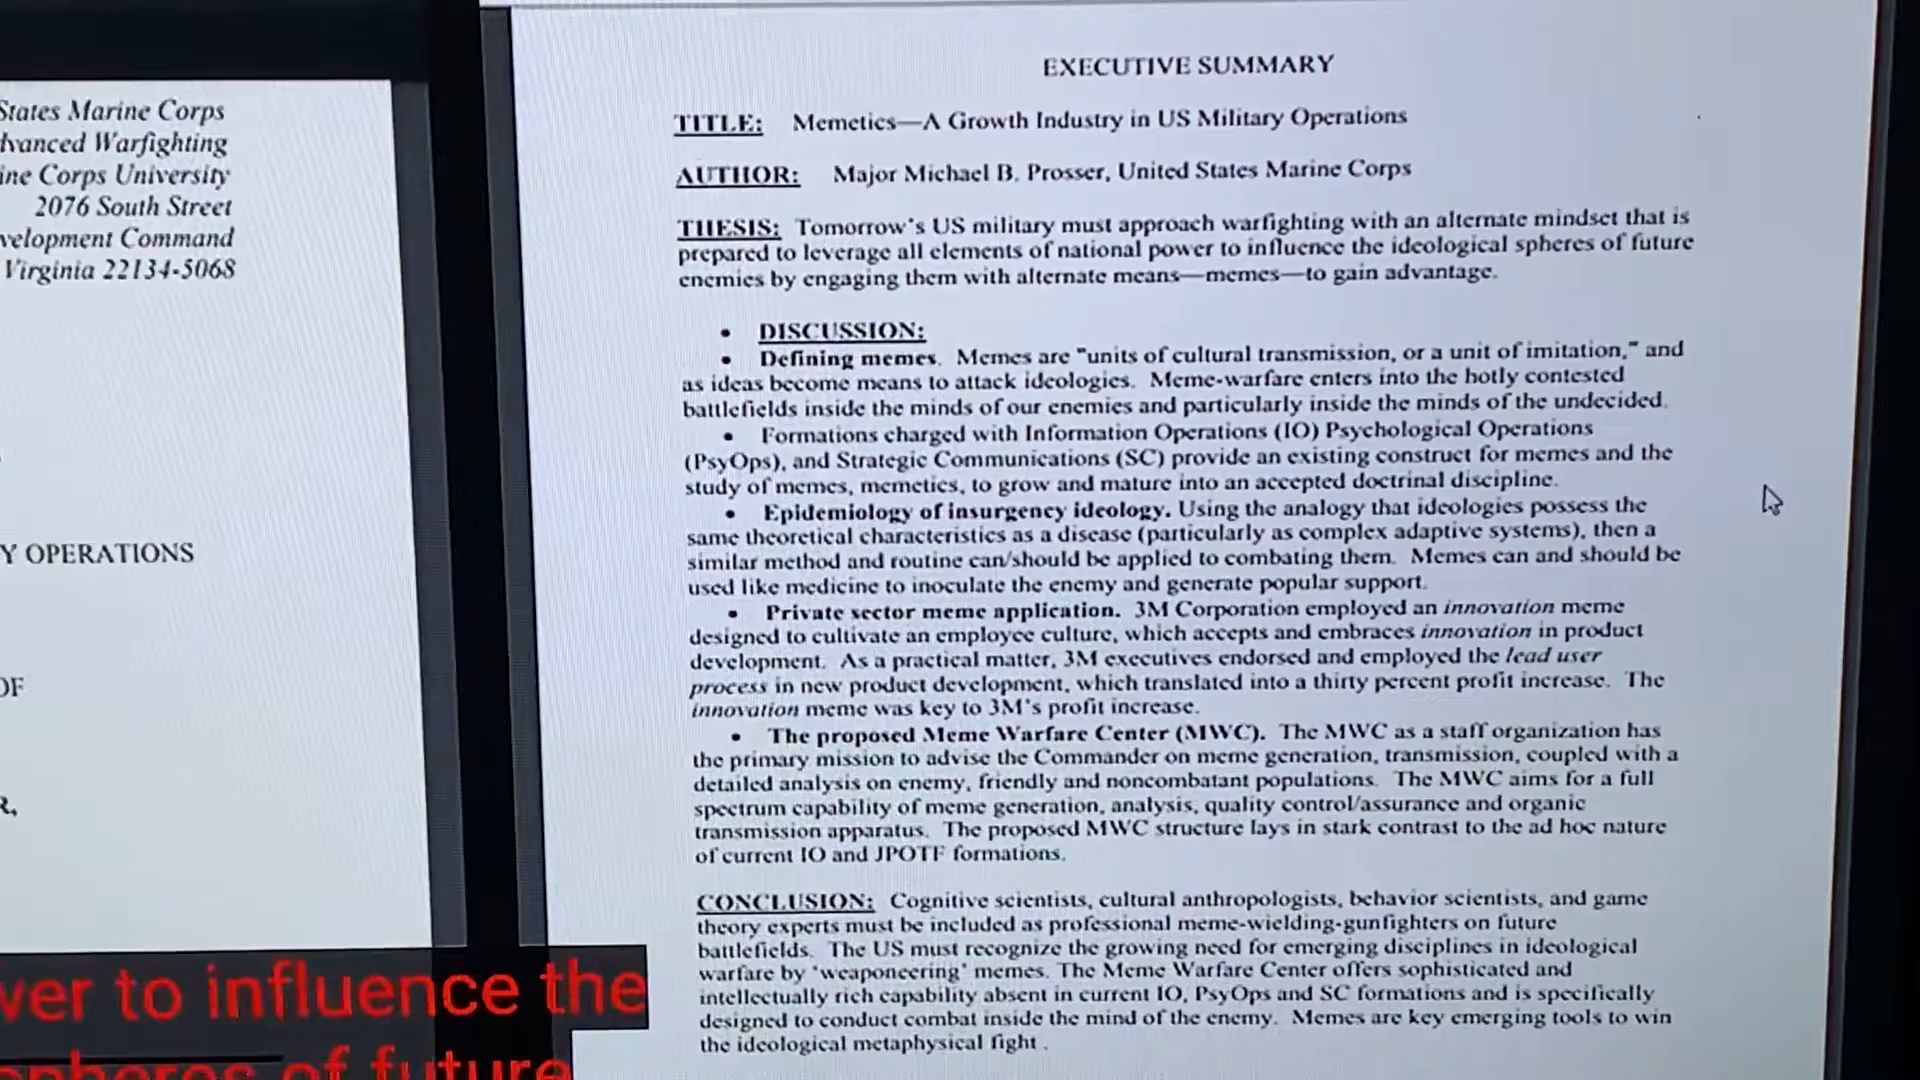 States Marine Corps
dvanced Warfighting
ine Corps University
2076 South Street
velopment Command
Virginia 22134-5068
Y OPERATIONS
OF
R,
EXECUTIVE SUMMARY
TITLE: Memetics—A Growth Industry in US Military Operations
AUTHOR: Major Michael B. Prosser, United States Marine Corps
THESIS: Tomorrow's US military must approach warfighting with an alternate mindset that is
prepared to leverage all elements of national power to influence the ideological spheres of future
enemies by engaging them with alternate means—memes—to gain advantage.
• DISCUSSION:
• Defining memes. Memes are "units of cultural transmission, or a unit of imitation," and
as ideas become means to attack ideologies. Meme-warfare enters into the hotly contested
battlefields inside the minds of our enemies and particularly inside the minds of the undecided.
• Formations charged with Information Operations (IO) Psychological Operations
(PsyOps), and Strategic Communications (SC) provide an existing construct for memes and the
study of memes, memetics, to grow and mature into an accepted doctrinal discipline.
• Epidemiology of insurgency ideology. Using the analogy that ideologies possess the
same theoretical characteristics as a disease (particularly as complex adaptive systems), then a
similar method and routine can/should be applied to combating them. Memes can and should be
used like medicine to inoculate the enemy and generate popular support.
• Private sector meme application. 3M Corporation employed an innovation meme
designed to cultivate an employee culture, which accepts and embraces innovation in product
development. As a practical matter, 3M executives endorsed and employed the lead user
process in new product development, which translated into a thirty percent profit increase. The
innovation meme was key to 3M's profit increase.
• The proposed Meme Warfare Center (MWC). The MWC as a staff organization has
the primary mission to advise the Commander on meme generation, transmission, coupled with a
detailed analysis on enemy, friendly and noncombatant populations. The MWC aims for a full
spectrum capability of meme generation, analysis, quality control/assurance and organic
transmission apparatus. The proposed MWC structure lays in stark contrast to the ad hoc nature
of current IO and JPOTF formations.
CONCLUSION: Cognitive scientists, cultural anthropologists, behavior scientists, and game
theory experts must be included as professional meme-wielding-gunfighters on future
battlefields. The US must recognize the growing need for emerging disciplines in ideological
warfare by 'weaponeering' memes. The Meme Warfare Center offers sophisticated and
intellectually rich capability absent in current IO, PsyOps and SC formations and is specifically
designed to conduct combat inside the mind of the enemy. Memes are key emerging tools to win
the ideological metaphysical fight .
ver to influence the
spheres of future